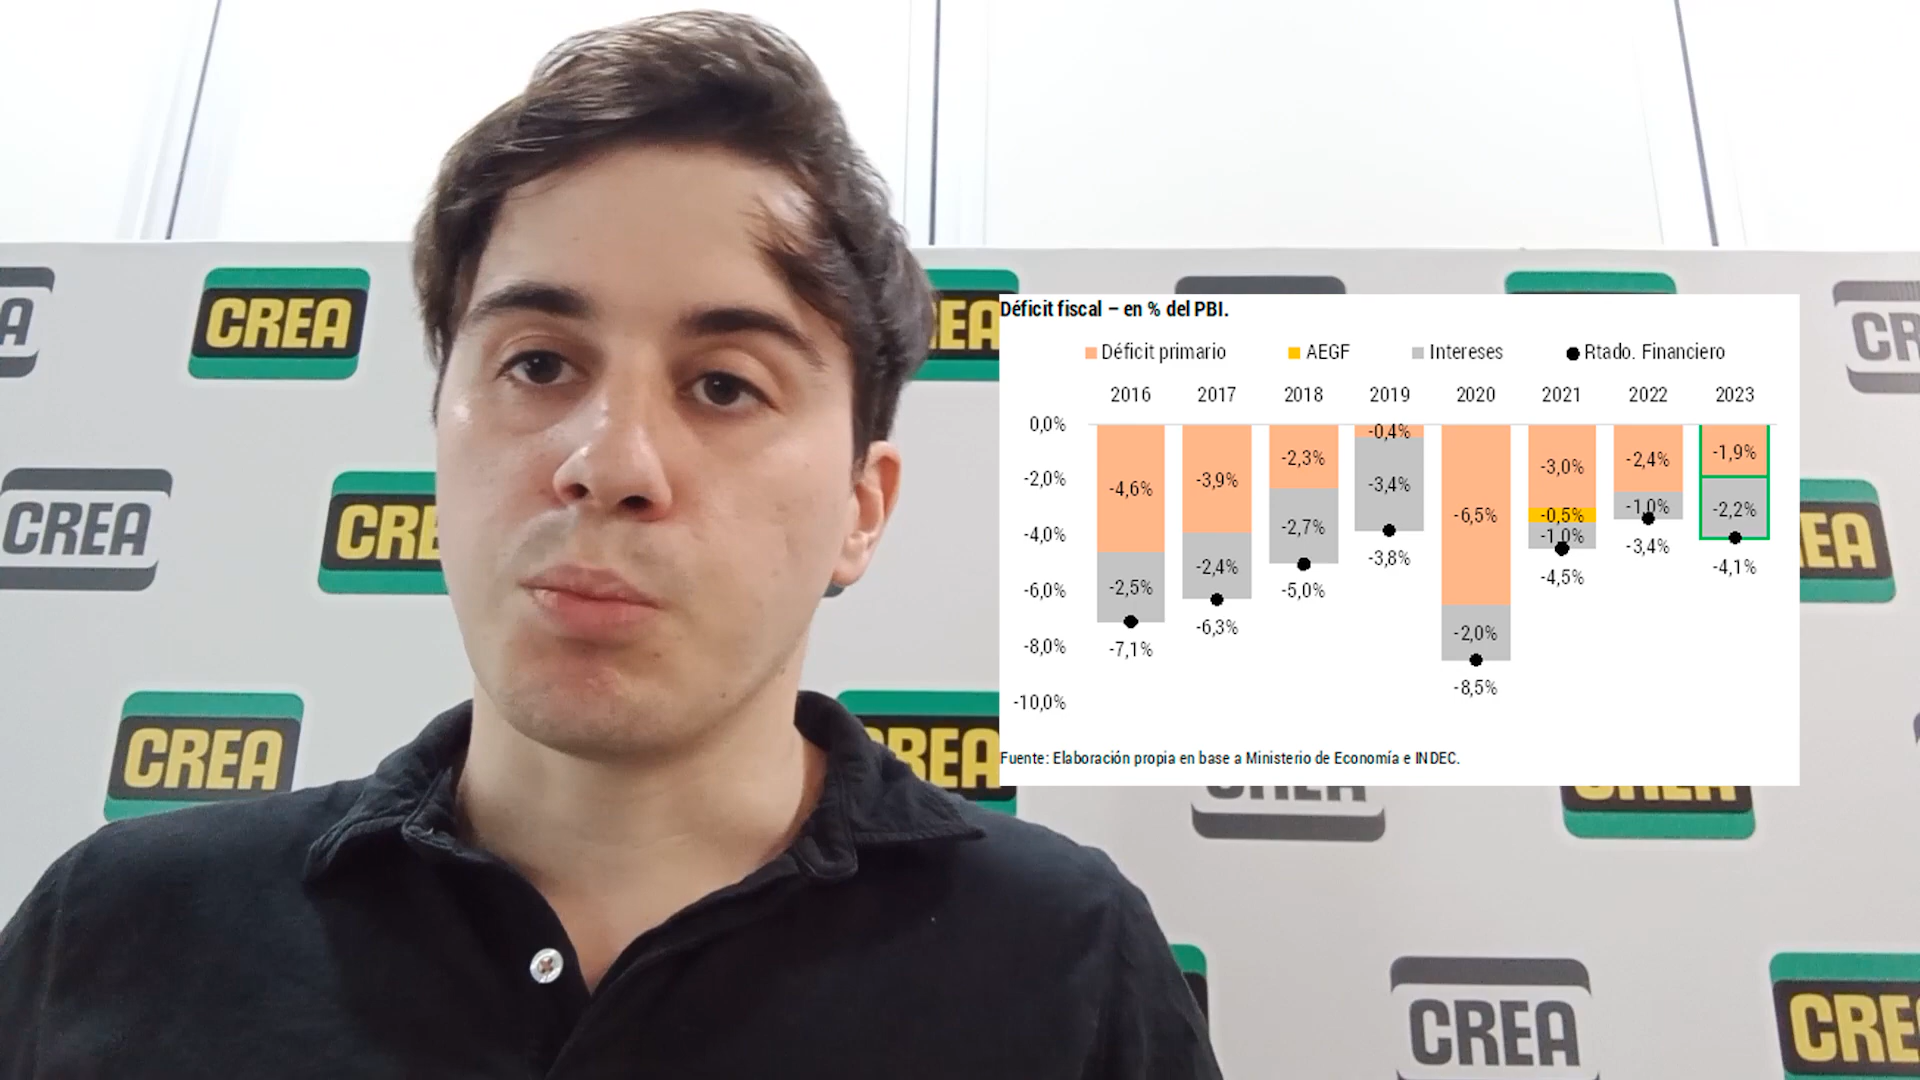 CREA
CREA
CREA
CREA
CREA
CREA
CREA
CREA
Déficit fiscal – en % del PBI.
Déficit primario AEGF Intereses Rtado. Financiero
2016 2017 2018 2019 2020 2021 2022 2023
0,0%
-2,0%
-4,0%
-6,0%
-8,0%
-10,0%
-4,6% -3,9% -2,3% -0,4% -6,5% -3,0% -2,4% -1,9%
-0,5%
-2,5% -2,4% -2,7% -3,4% -2,0% -1,0% -1,0% -2,2%
-7,1% -6,3% -5,0% -3,8% -8,5% -4,5% -3,4% -4,1%
Fuente: Elaboración propia en base a Ministerio de Economía e INDEC.